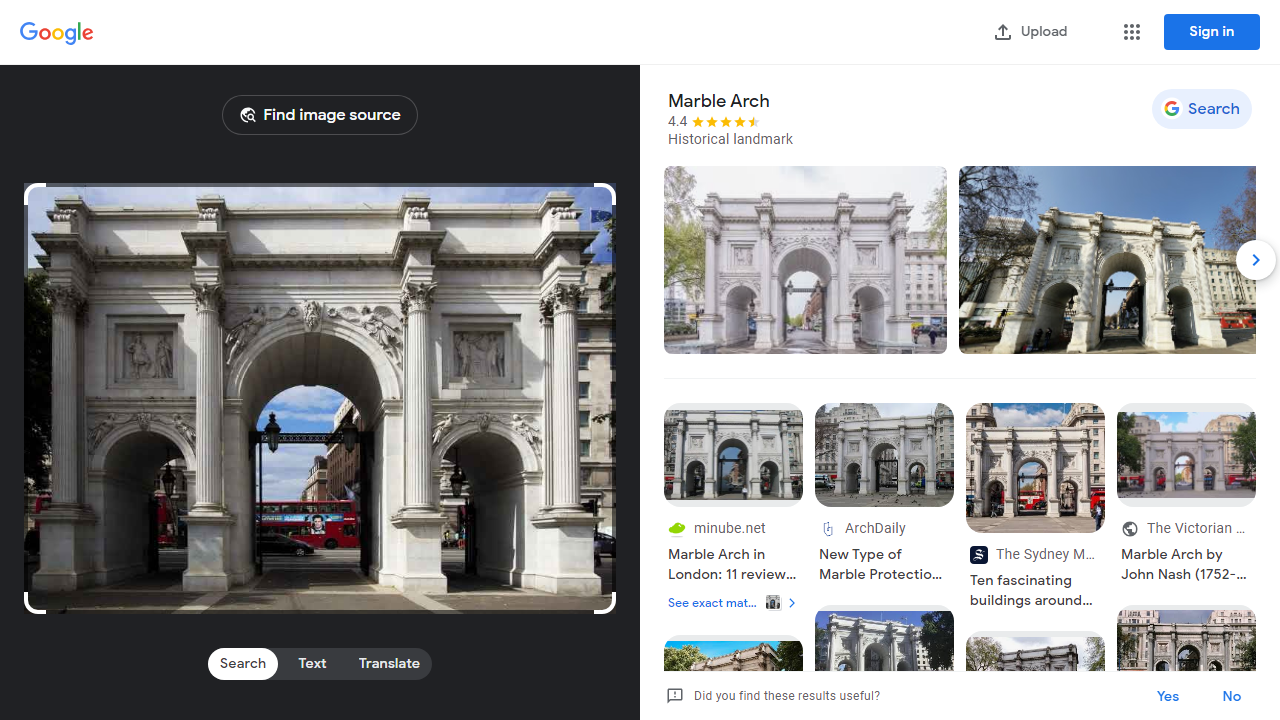 Google
Upload
Sign in
Find image source
Marble Arch
4.4
Historical landmark
Search
minube.net
Marble Arch in
London: 11 review...
See exact mat...
ArchDaily
New Type of
Marble Protectio...
The Sydney M...
Ten fascinating
buildings around...
The Victorian ...
Marble Arch by
John Nash (1752-...
Search
Text
Translate
Did you find these results useful?
Yes
No